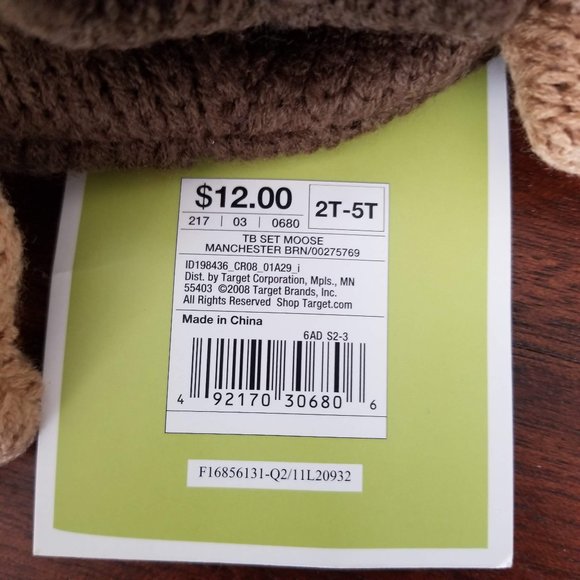 $12.00 2T-5T
217 | 03 | 0680
TB SET MOOSE
MANCHESTER BRN/00275769
ID198436_CR08_01A29_i
Dist. by Target Corporation, Mpls., MN
55403 ©2008 Target Brands, Inc.
All Rights Reserved Shop Target.com
Made in China
6AD S2-3
4 92170 30680 6
F16856131-Q2/11L20932